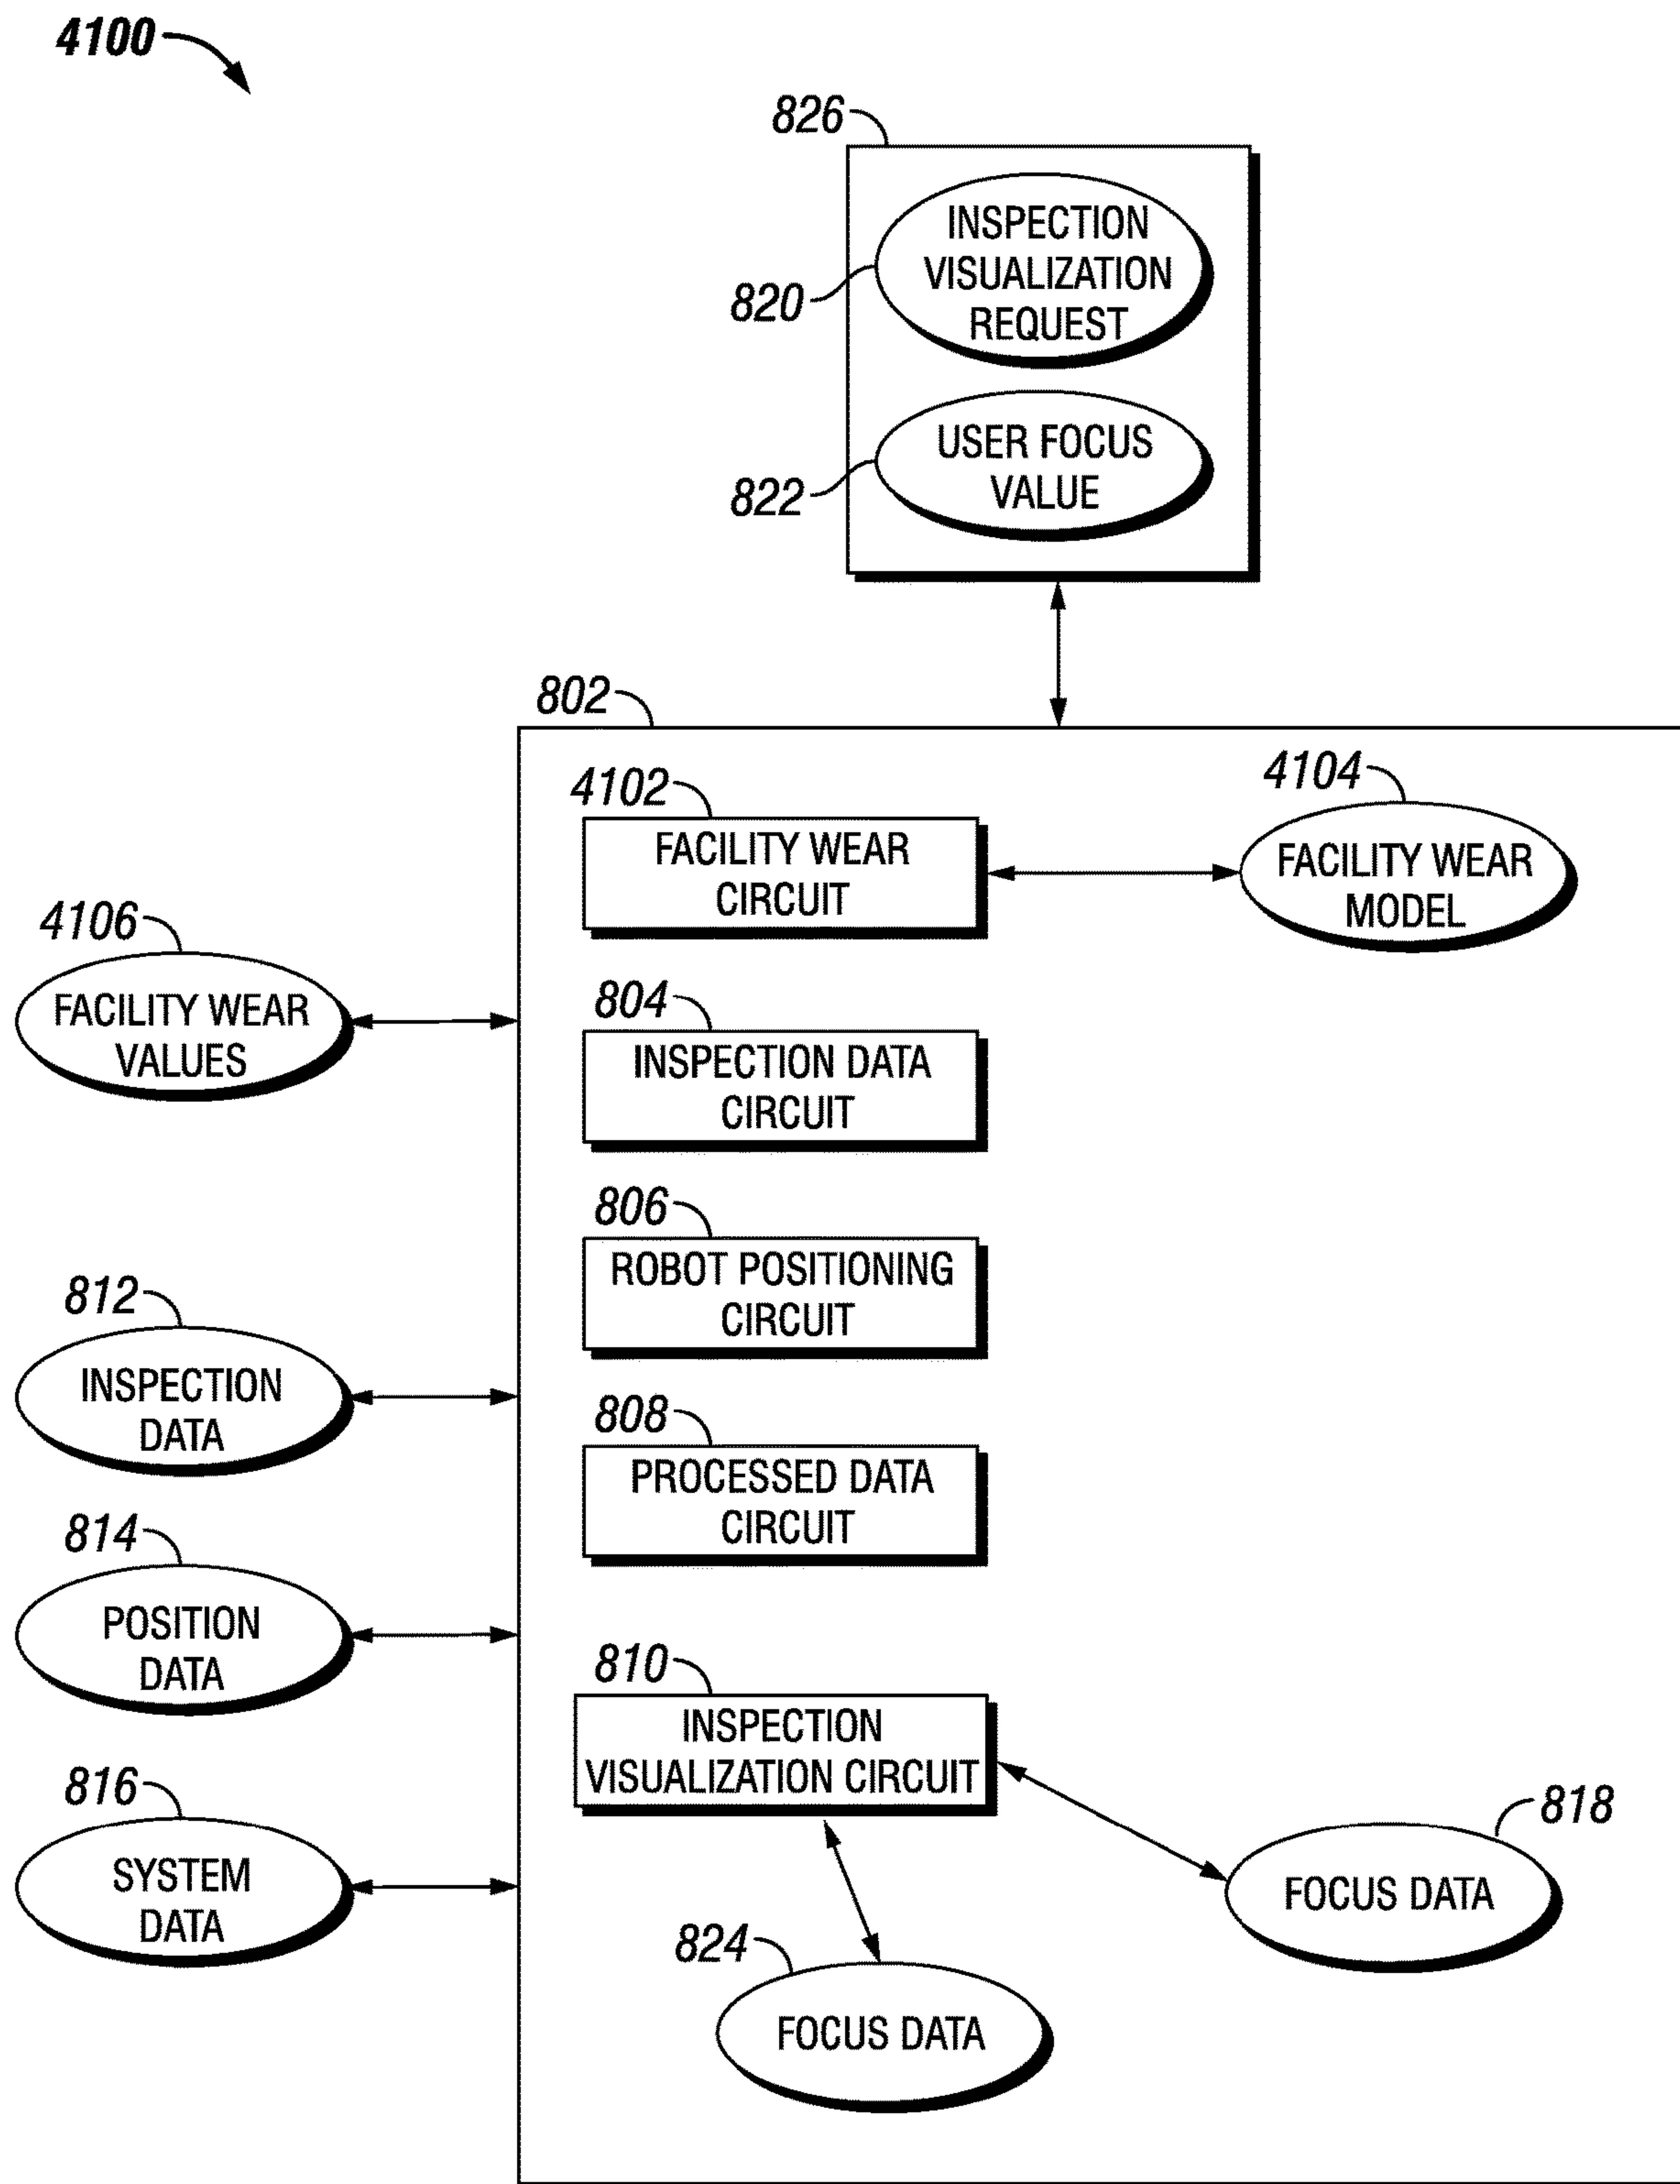 4100
826
INSPECTION
VISUALIZATION
REQUEST
820
USER FOCUS
VALUE
822
802
4102
FACILITY WEAR
CIRCUIT
4104
FACILITY WEAR
MODEL
4106
FACILITY WEAR
VALUES
804
INSPECTION DATA
CIRCUIT
806
ROBOT POSITIONING
CIRCUIT
812
INSPECTION
DATA
808
PROCESSED DATA
CIRCUIT
814
POSITION
DATA
810
INSPECTION
VISUALIZATION CIRCUIT
816
SYSTEM
DATA
818
FOCUS DATA
824
FOCUS DATA